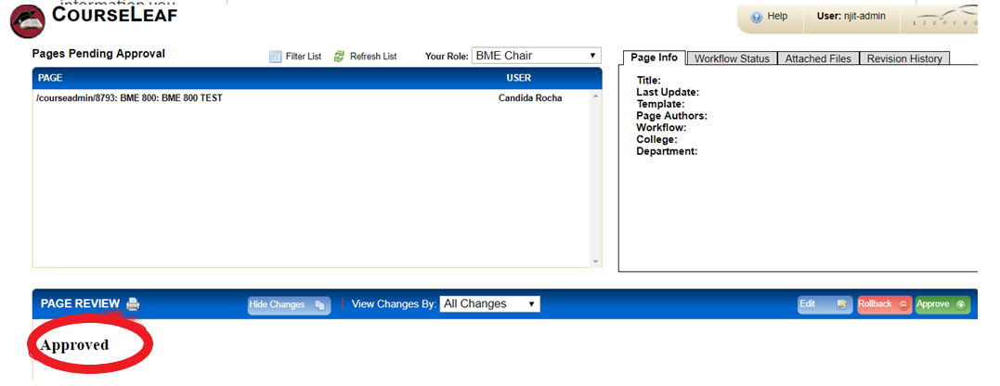 information you
COURSELEAF
Help User: njit-admin
LEEPFRO
Pages Pending Approval Filter List Refresh List Your Role: BME Chair
PAGE USER
/courseadmin/8793: BME 800: BME 800 TEST Candida Rocha
Page Info Workflow Status Attached Files Revision History
Title:
Last Update:
Template:
Page Authors:
Workflow:
College:
Department:
PAGE REVIEW Hide Changes View Changes By: All Changes Edit Rollback Approve
Approved